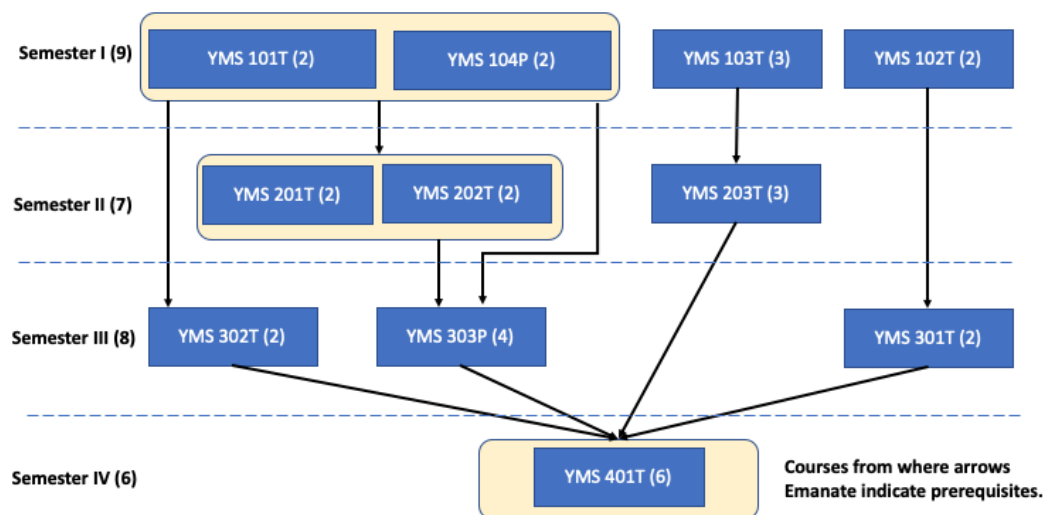 Semester I (9)
YMS 101T (2)
YMS 104P (2)
YMS 103T (3)
YMS 102T (2)
Semester II (7)
YMS 201T (2)
YMS 202T (2)
YMS 203T (3)
Semester III (8)
YMS 302T (2)
YMS 303P (4)
YMS 301T (2)
Semester IV (6)
YMS 401T (6)
Courses from where arrows
Emanate indicate prerequisites.